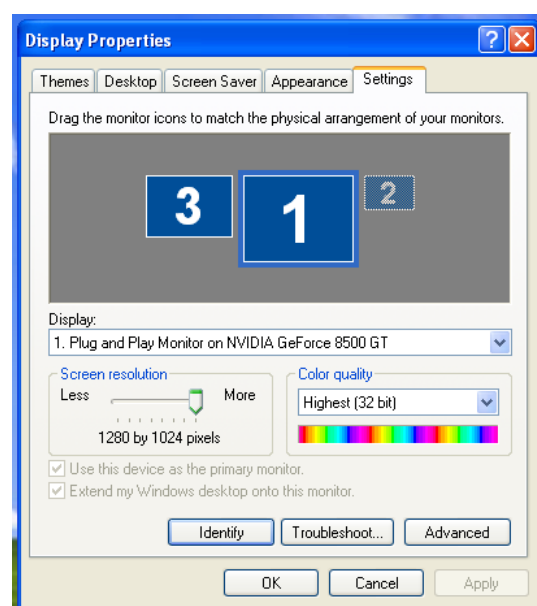 Display Properties
Themes Desktop Screen Saver Appearance Settings
Drag the monitor icons to match the physical arrangement of your monitors.
3 1 2
Display:
1. Plug and Play Monitor on NVIDIA GeForce 8500 GT
Screen resolution
Less More
1280 by 1024 pixels
Color quality
Highest (32 bit)
Use this device as the primary monitor.
Extend my Windows desktop onto this monitor.
Identify Troubleshoot... Advanced
OK Cancel Apply